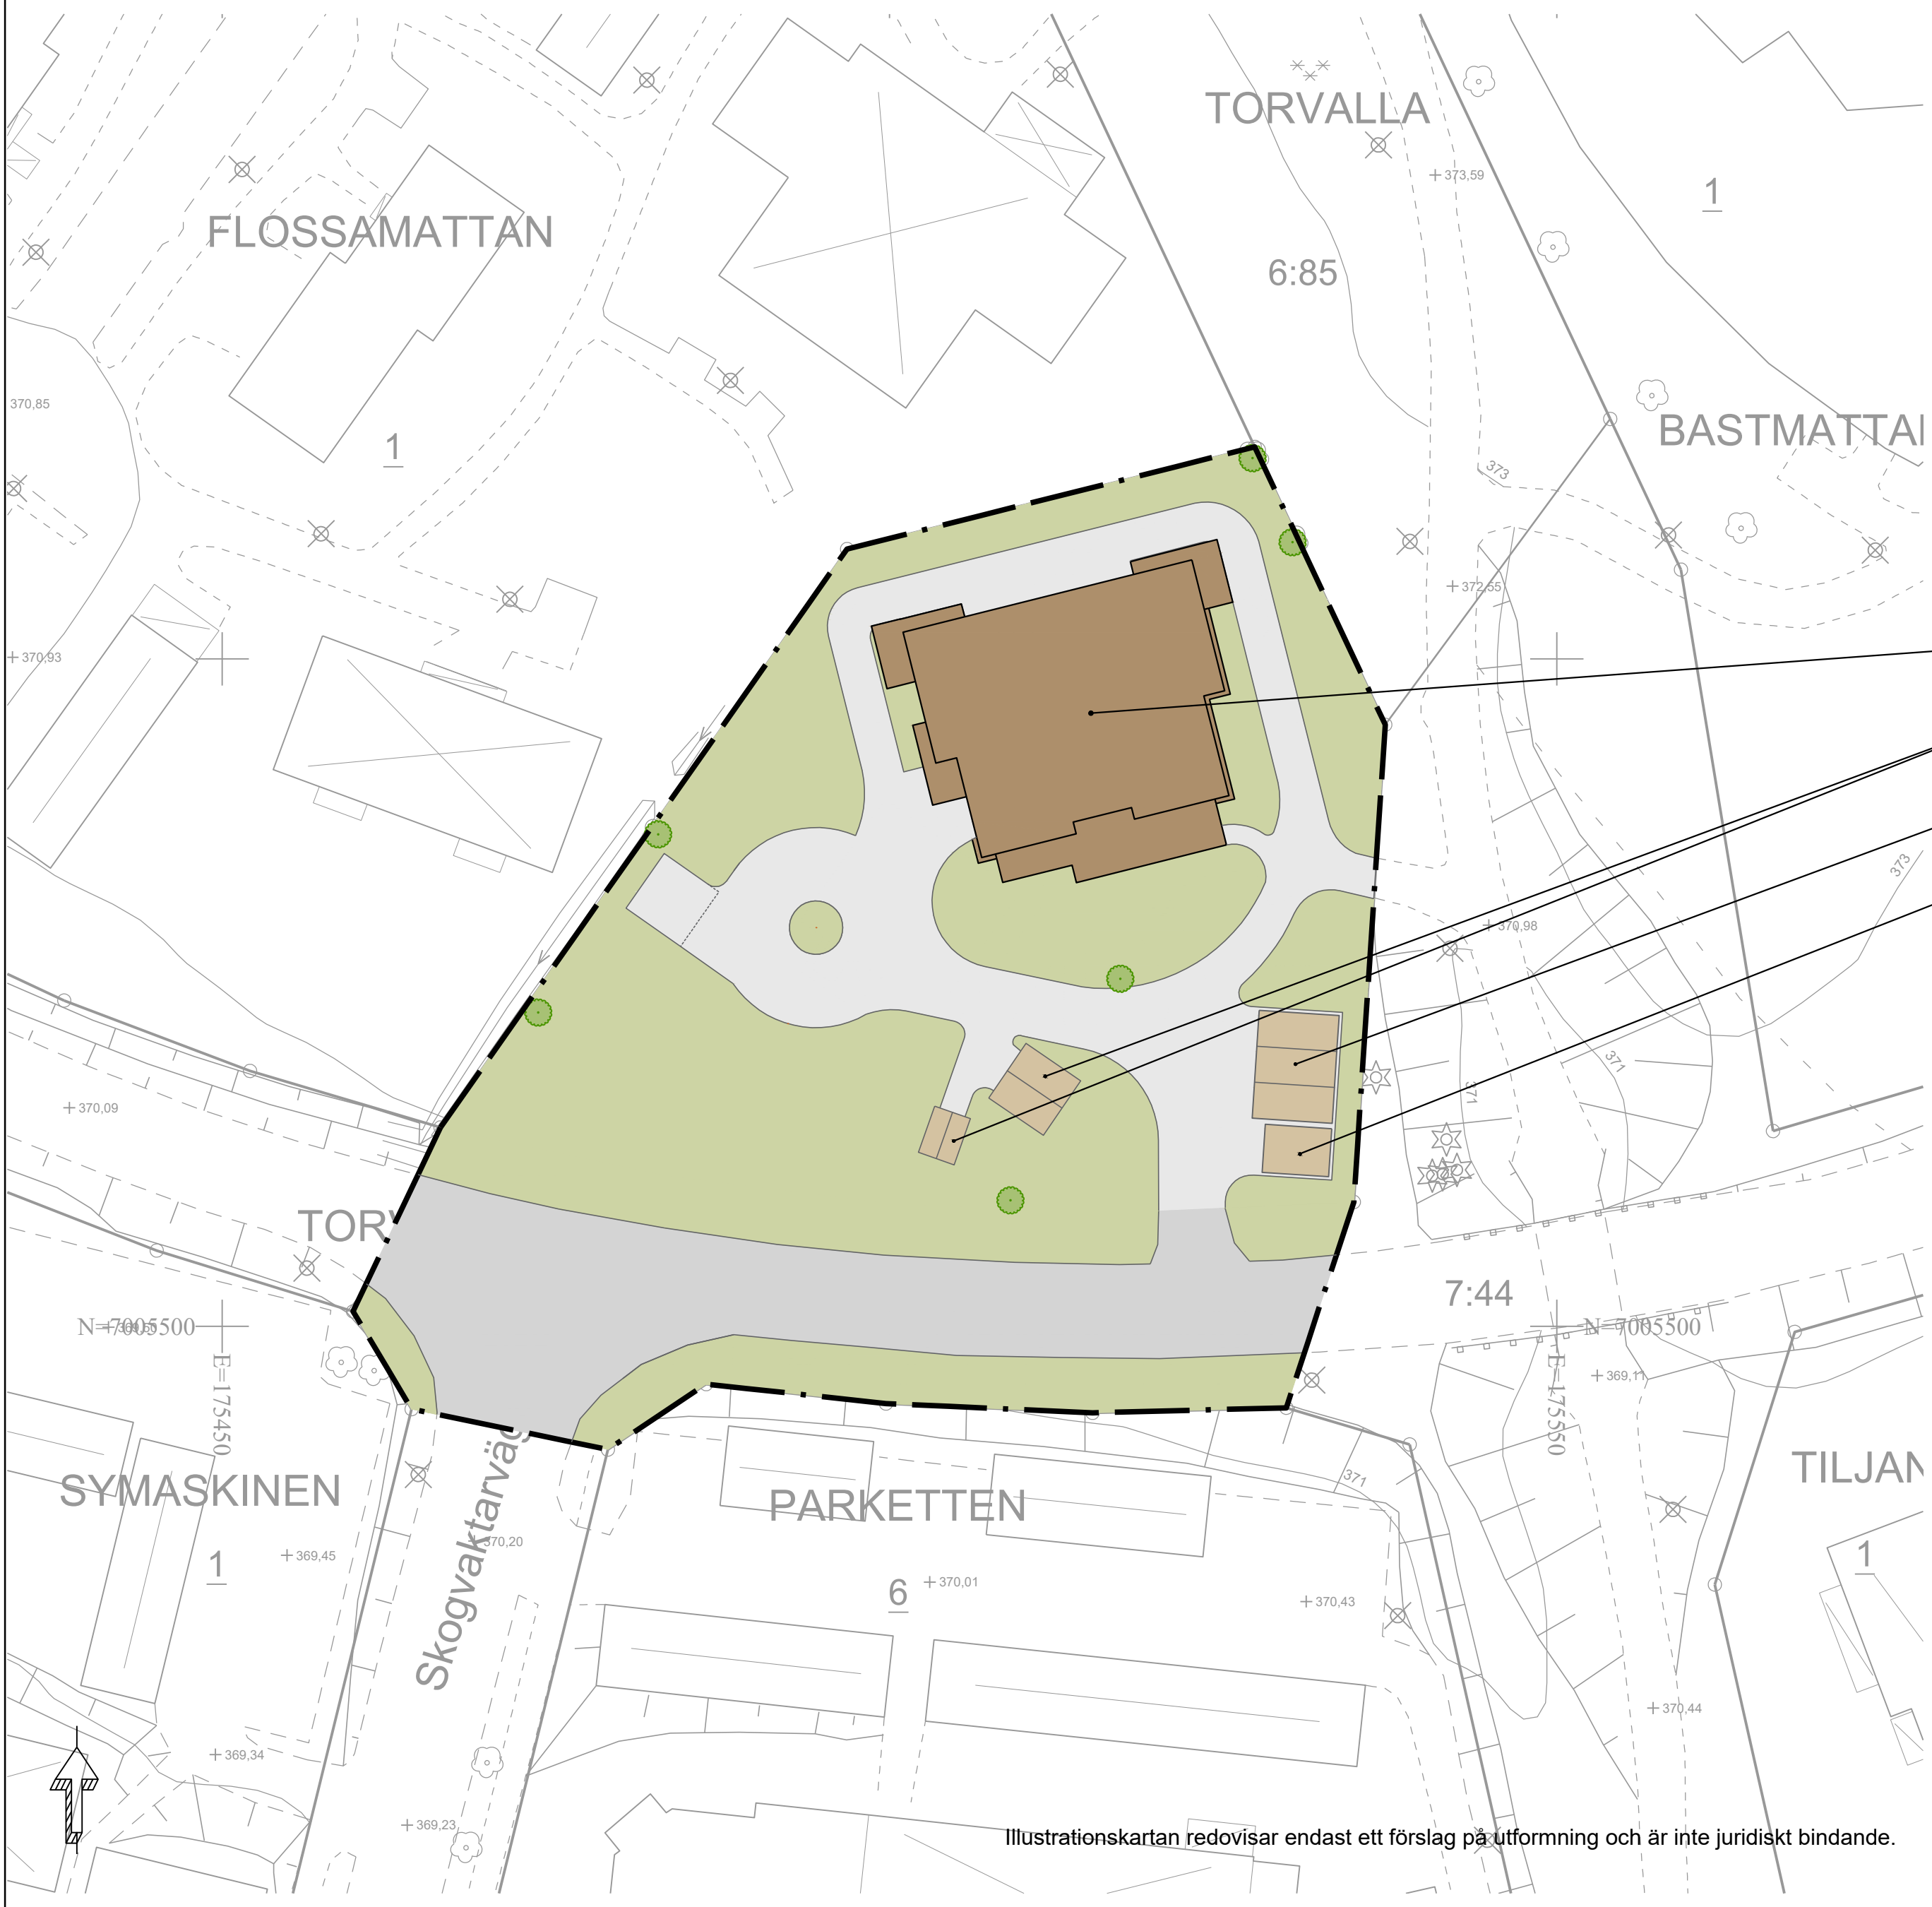 TORVALLA
373,59
1
FLOSSAMATTAN
6:85
370,85
BASTMATTA
1
373
372,55
370,93
373
370,98
371
371
370,09
TORV
7:44
N=7005500
N=7005500
E=175450
E=175550
369,11
371
SYMASKINEN
PARKETTEN
TILJAN
Skogvaktarväg
370,20
369,45
1
6
370,01
370,43
1
370,44
369,34
369,23
Illustrationskartan redovisar endast ett förslag på utformning och är inte juridiskt bindande.